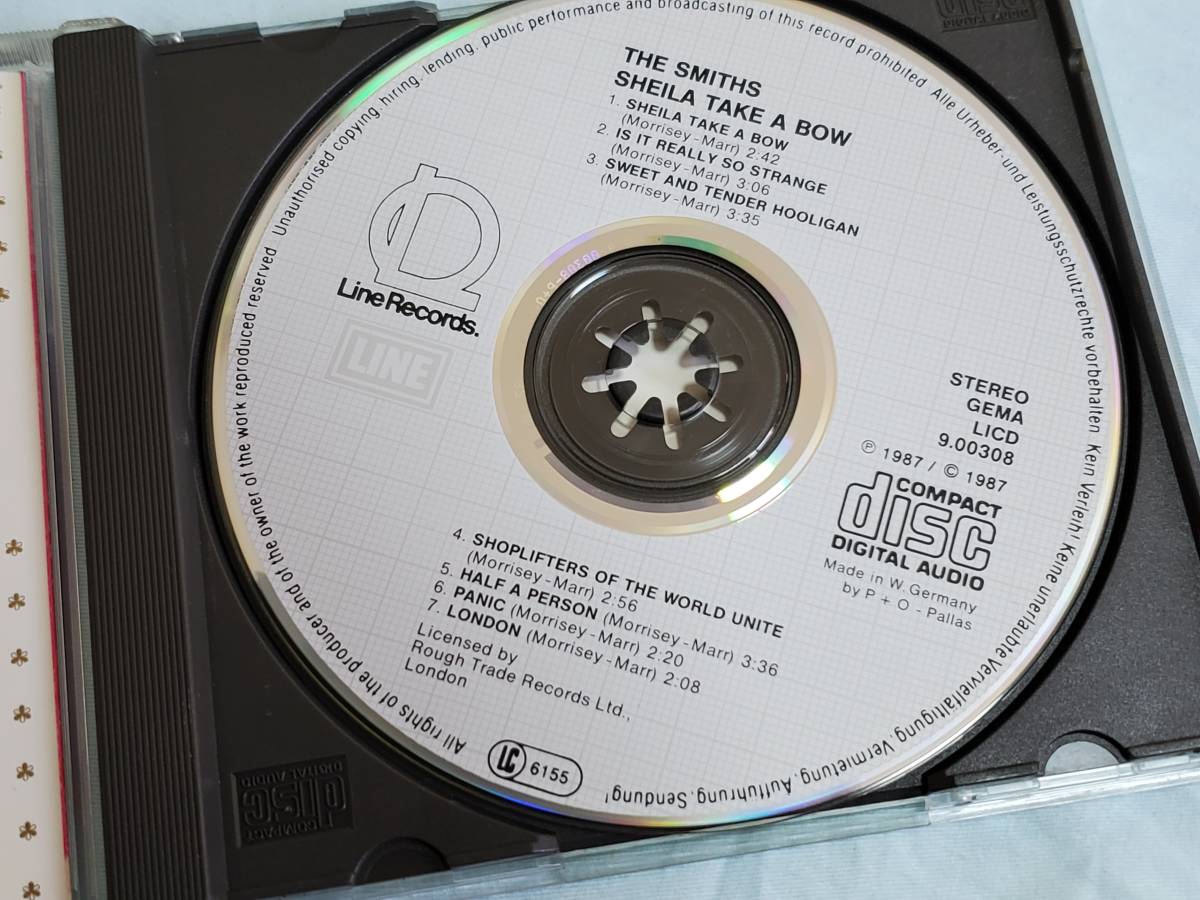 THE SMITHS
SHEILA TAKE A BOW
1. SHEILA TAKE A BOW
(Morrisey-Marr) 2:42
2. IS IT REALLY SO STRANGE
(Morrisey-Marr) 3:06
3. SWEET AND TENDER HOOLIGAN
(Morrisey-Marr) 3:35
Line Records.
LINE
STEREO
GEMA
LICD
9.00308
℗ 1987 / © 1987
COMPACT
disc
DIGITAL AUDIO
Made in W. Germany
by P + O - Pallas
4. SHOPLIFTERS OF THE WORLD UNITE
(Morrisey-Marr) 2:56
5. HALF A PERSON (Morrisey-Marr) 3:36
6. PANIC (Morrisey-Marr) 2:20
7. LONDON (Morrisey-Marr) 2:08
Licensed by
Rough Trade Records Ltd.,
London
LC 6155
All rights of the producer and of the owner of the work reproduced reserved Unauthorised copying, hiring, lending, public performance and broadcasting of this record prohibited Alle Urheber- und Leistungsschutzrechte vorbehalten Kein Verleih! Keine unerlaubte Vervielfältigung, Vermietung, Aufführung, Sendung!
COMPACT
disc
DIGITAL AUDIO
DIGITAL AUDIO